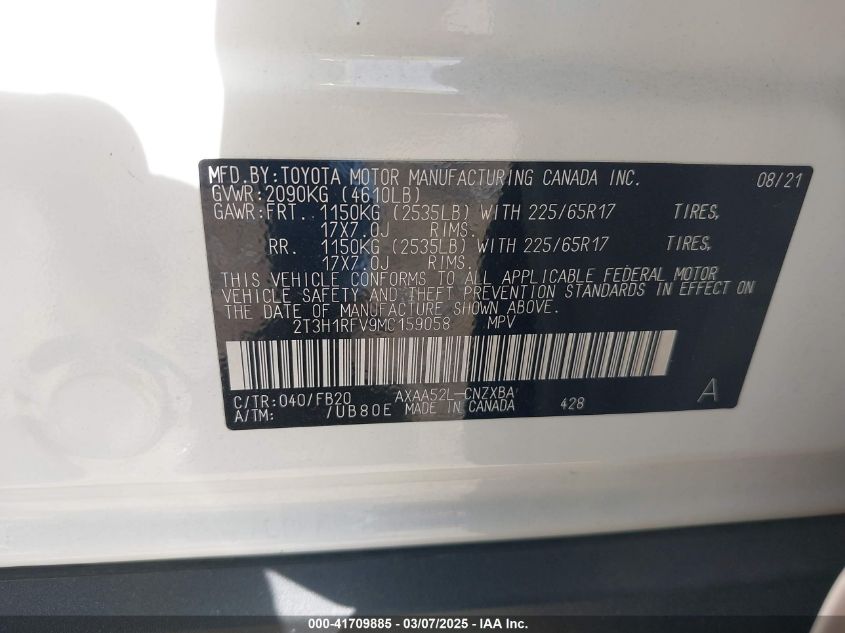 MFD.BY:TOYOTA MOTOR MANUFACTURING CANADA INC. 08/21
GVWR:2090KG (4610LB)
GAWR:FRT. 1150KG (2535LB) WITH 225/65R17 TIRES,
17X7.0J RIMS.
RR. 1150KG (2535LB) WITH 225/65R17 TIRES,
17X7.0J RIMS.
THIS VEHICLE CONFORMS TO ALL APPLICABLE FEDERAL MOTOR
VEHICLE SAFETY AND THEFT PREVENTION STANDARDS IN EFFECT ON
THE DATE OF MANUFACTURE SHOWN ABOVE.
2T3H1RFV9MC159058 MPV
C/TR:040/FB20 AXAA52L-CNZXBA A
A/TM: /UB80E MADE IN CANADA 428
000-41709885 — 03/07/2025 — IAA Inc.